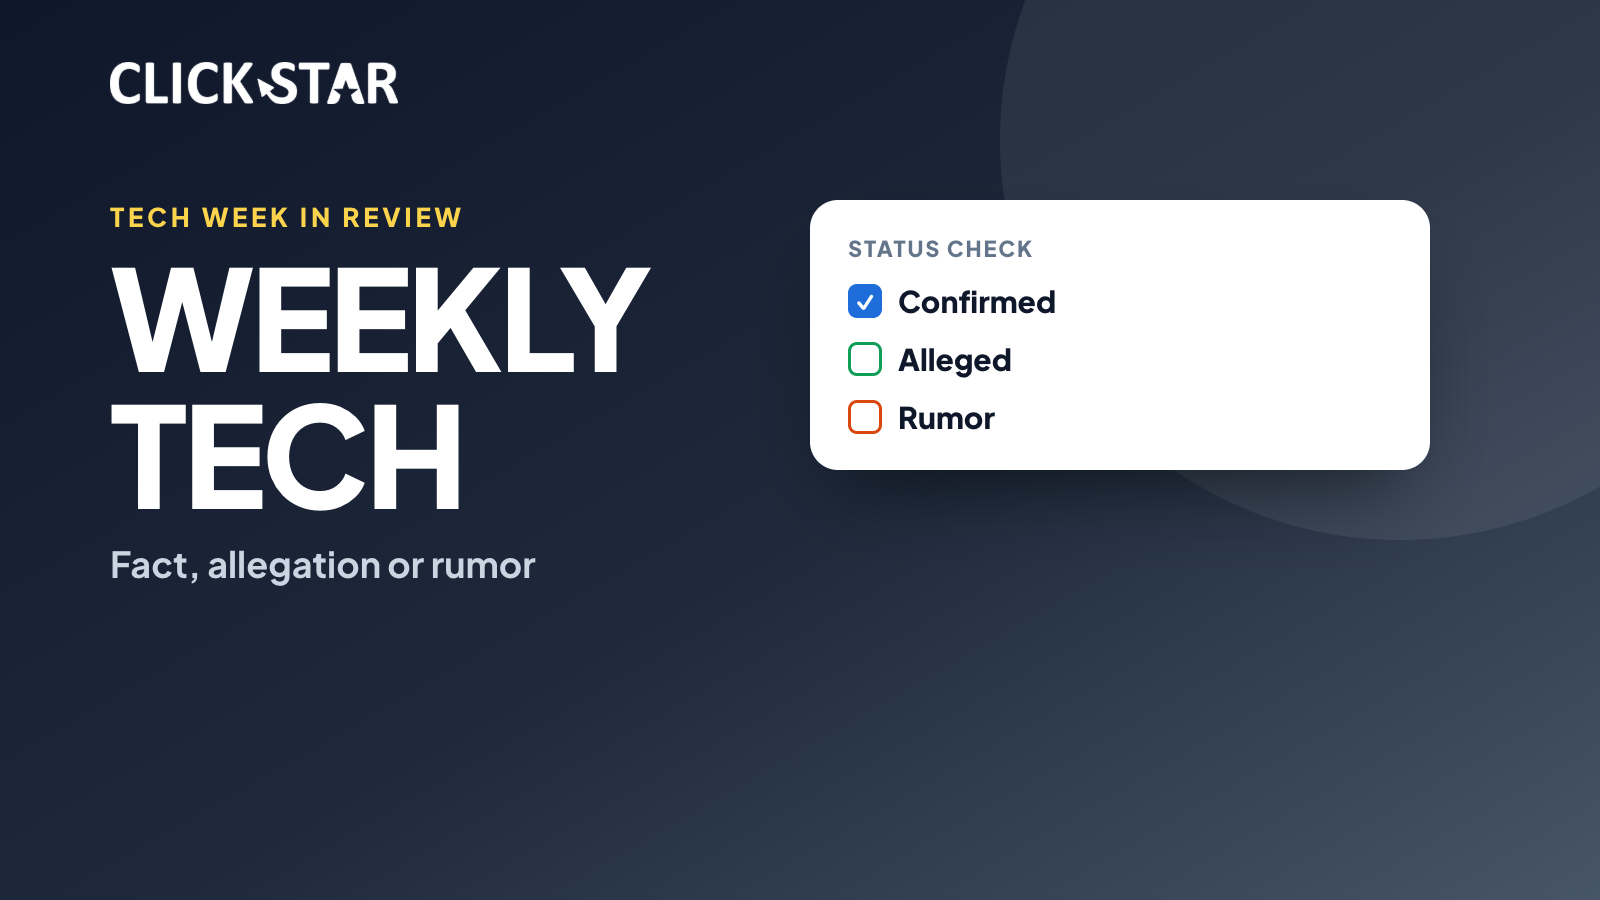 CLICKSTAR
TECH WEEK IN REVIEW
WEEKLY
TECH
Fact, allegation or rumor
STATUS CHECK
Confirmed
Alleged
Rumor